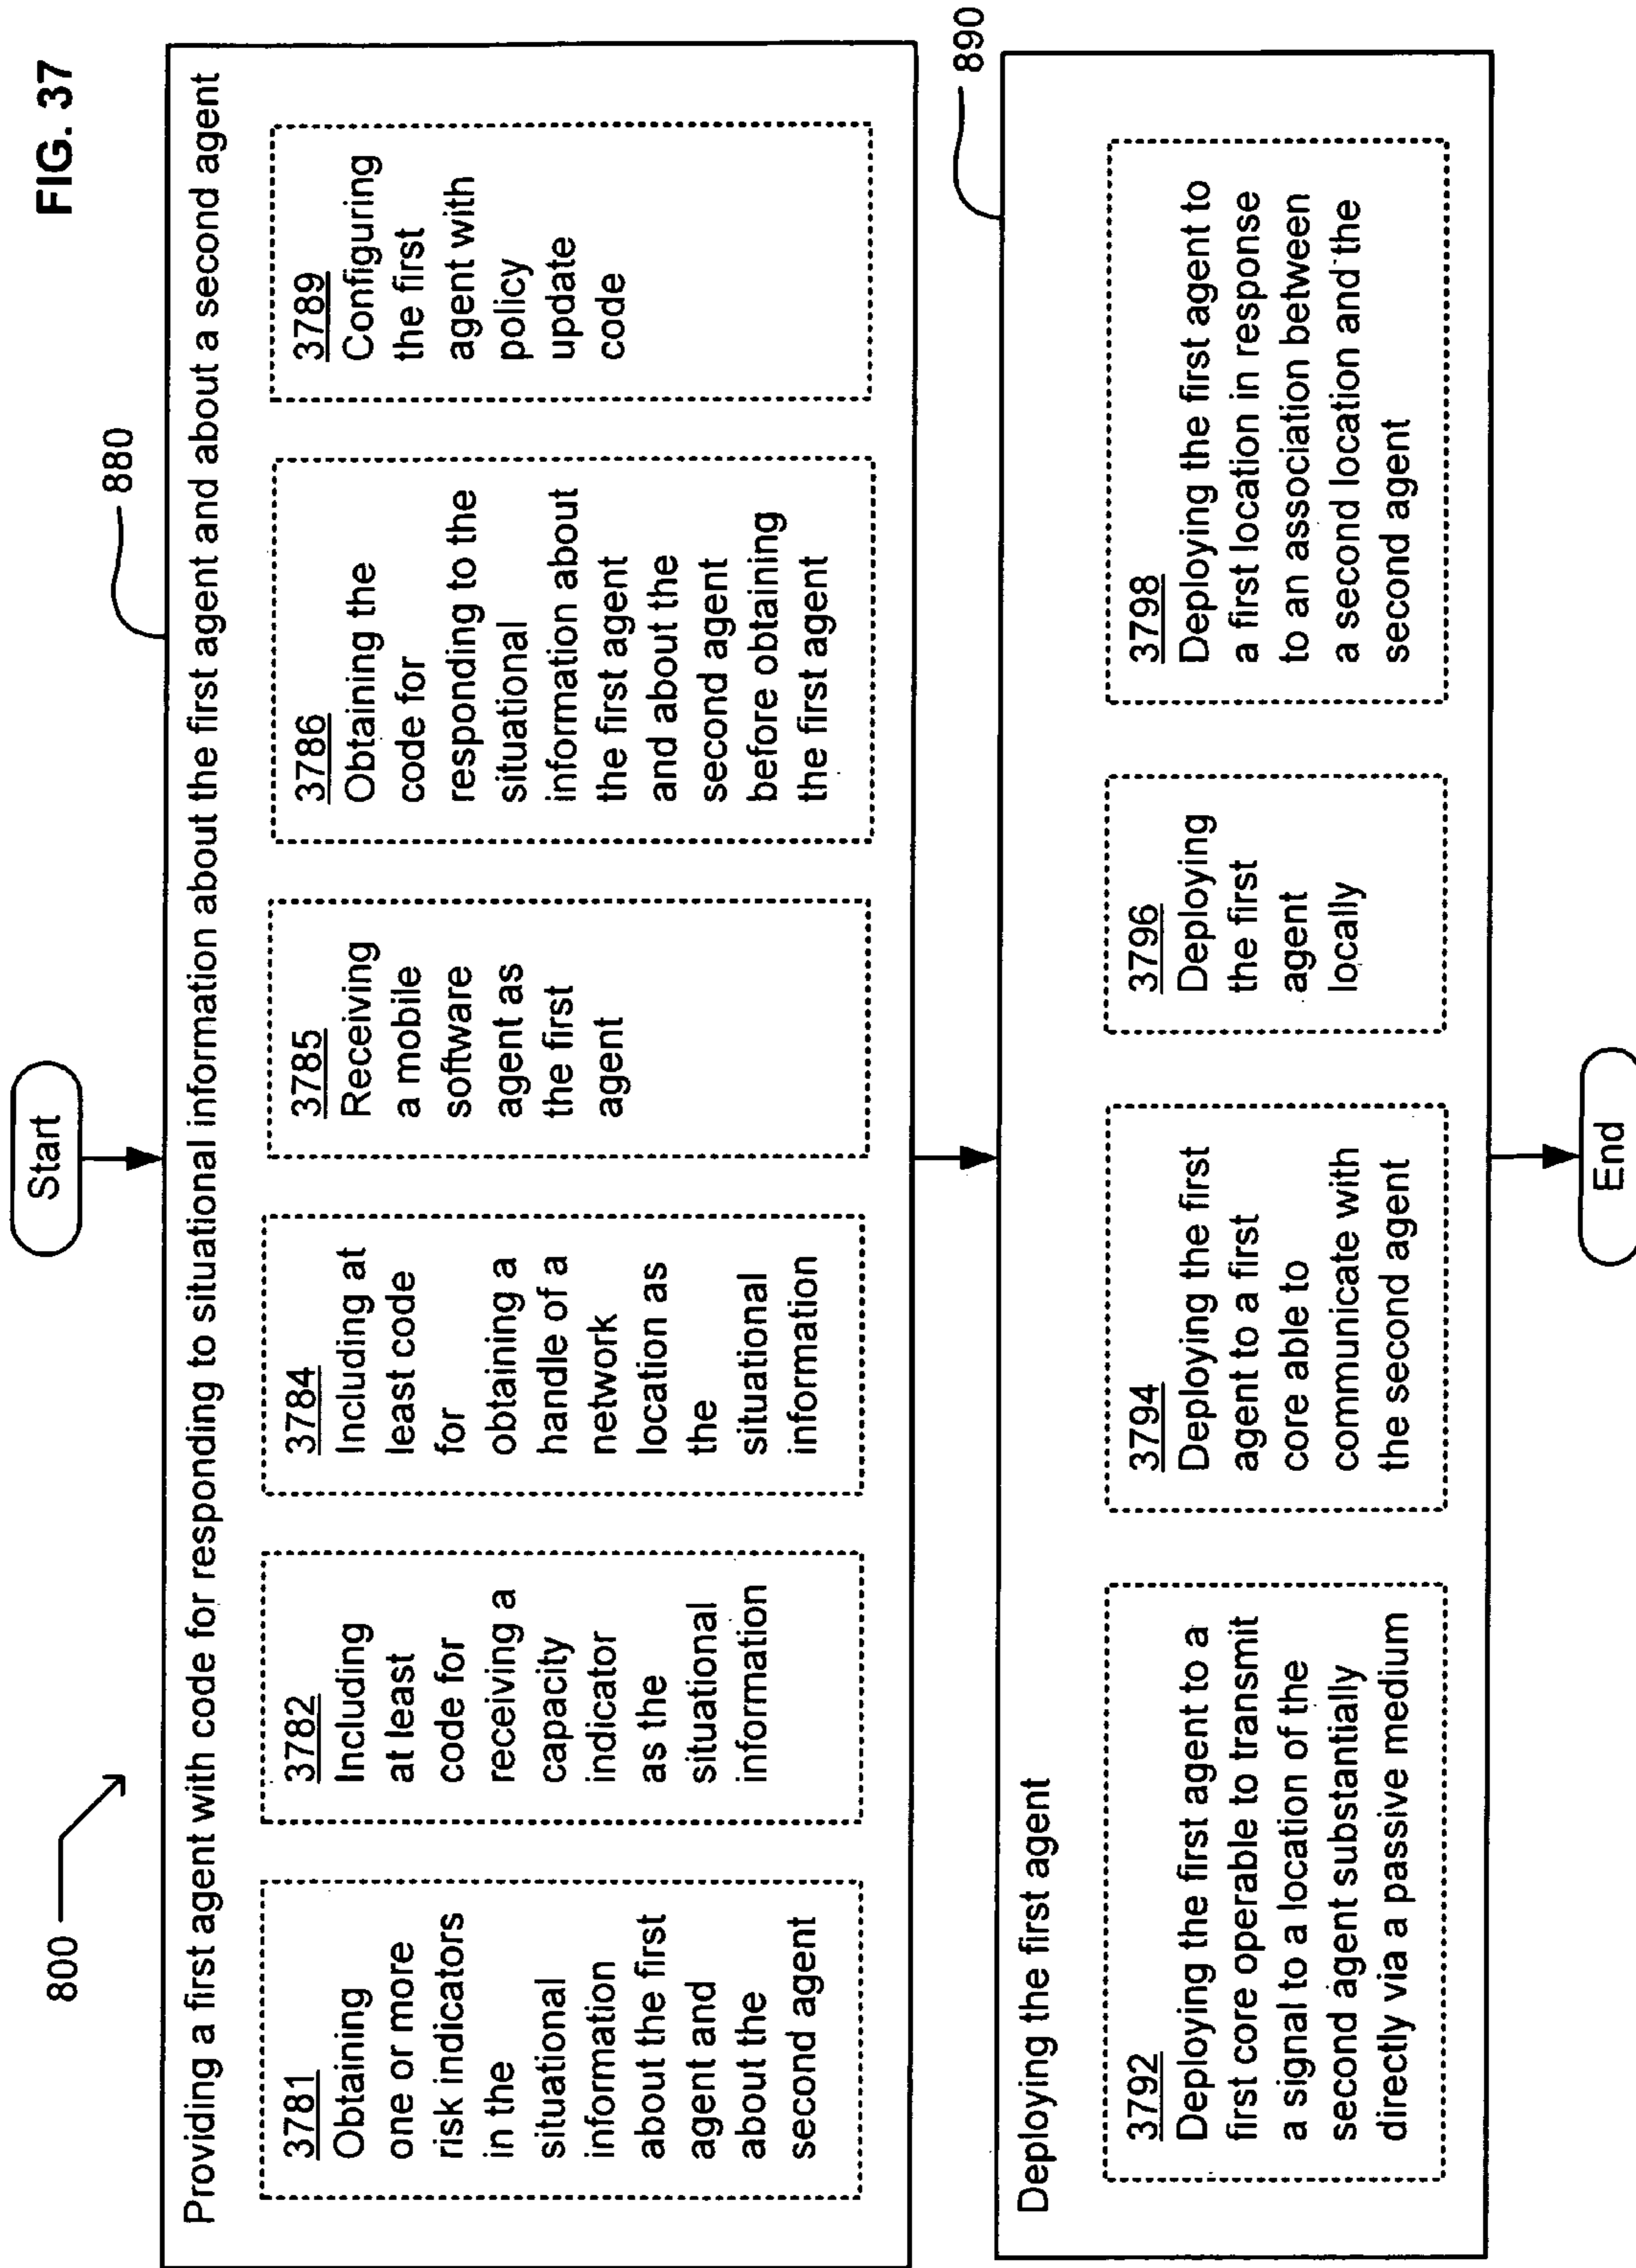 FIG. 37
800
Start
880
Providing a first agent with code for responding to situational information about the first agent and about a second agent
3781
Obtaining
one or more
risk indicators
in the
situational
information
about the first
agent and
about the
second agent
3782
Including
at least
code for
receiving a
capacity
indicator
as the
situational
information
3784
Including at
least code
for
obtaining a
handle of a
network
location as
the
situational
information
3785
Receiving
a mobile
software
agent as
the first
agent
3786
Obtaining the
code for
responding to the
situational
information about
the first agent
and about the
second agent
before obtaining
the first agent
3789
Configuring
the first
agent with
policy
update
code
890
Deploying the first agent
3792
Deploying the first agent to a
first core operable to transmit
a signal to a location of the
second agent substantially
directly via a passive medium
3794
Deploying the first
agent to a first
core able to
communicate with
the second agent
3796
Deploying
the first
agent
locally
3798
Deploying the first agent to
a first location in response
to an association between
a second location and the
second agent
End